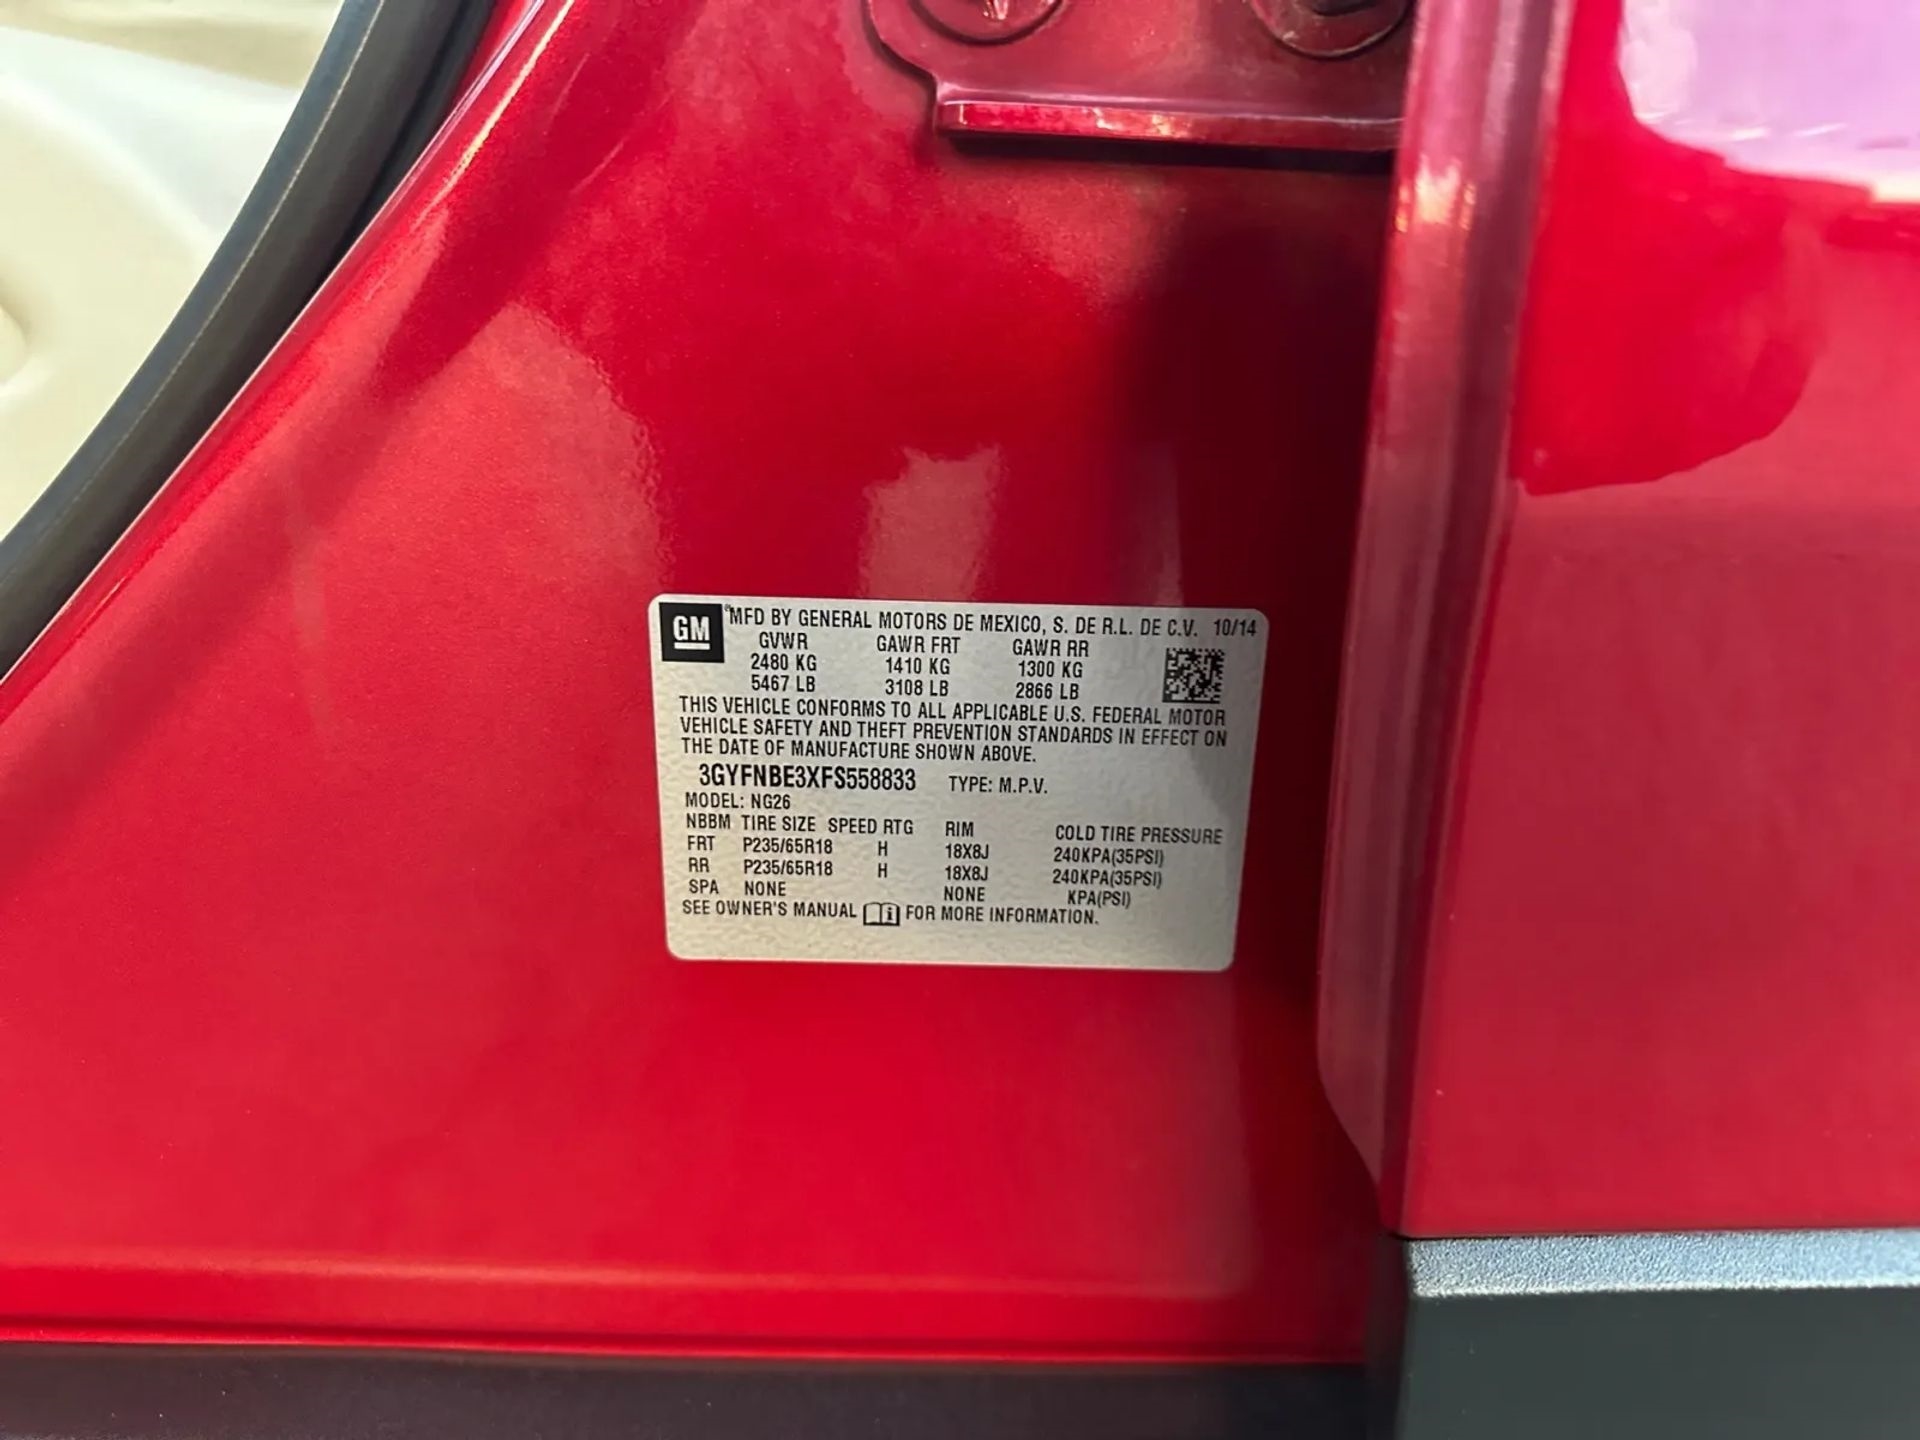 GM ® MFD BY GENERAL MOTORS DE MEXICO, S. DE R.L. DE C.V. 10/14
GVWR GAWR FRT GAWR RR
2480 KG 1410 KG 1300 KG
5467 LB 3108 LB 2866 LB
THIS VEHICLE CONFORMS TO ALL APPLICABLE U.S. FEDERAL MOTOR
VEHICLE SAFETY AND THEFT PREVENTION STANDARDS IN EFFECT ON
THE DATE OF MANUFACTURE SHOWN ABOVE.
3GYFNBE3XFS558833 TYPE: M.P.V.
MODEL: NG26
NBBM TIRE SIZE SPEED RTG RIM COLD TIRE PRESSURE
FRT P235/65R18 H 18X8J 240KPA(35PSI)
RR P235/65R18 H 18X8J 240KPA(35PSI)
SPA NONE NONE KPA(PSI)
SEE OWNER'S MANUAL i FOR MORE INFORMATION.